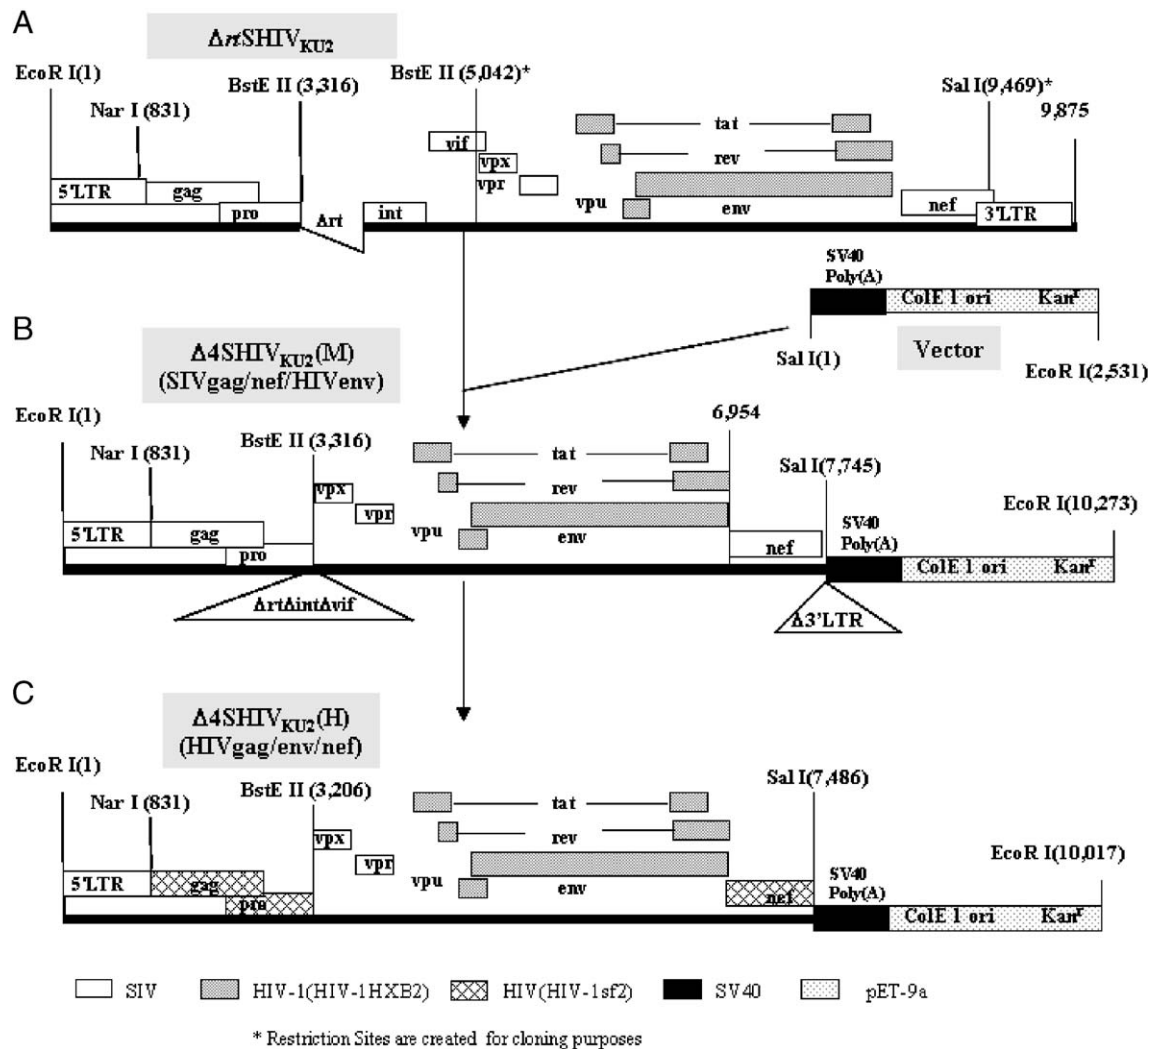 A
ΔrtSHIVKU2
EcoR I(1)
Nar I (831)
BstE II (3,316)
BstE II (5,042)*
Sal I(9,469)*
9,875
tat
vif
vpx
rev
5'LTR
gag
vpr
env
pro
Δrt
int
vpu
nef
3'LTR
SV40
Poly(A)
ColE 1 ori
Kanr
Sal I(1)
Vector
EcoR I(2,531)
B
Δ4SHIVKU2(M)
(SIVgag/nef/HIVenv)
EcoR I(1)
Nar I (831)
BstE II (3,316)
6,954
Sal I(7,745)
EcoR I(10,273)
tat
vpx
rev
vpr
5'LTR
gag
vpu
env
pro
nef
SV40
Poly(A)
ColE 1 ori
Kanr
ΔrtΔintΔvif
Δ3'LTR
C
Δ4SHIVKU2(H)
(HIVgag/env/nef)
EcoR I(1)
Nar I (831)
BstE II (3,206)
Sal I(7,486)
EcoR I(10,017)
tat
vpx
rev
vpr
5'LTR
gag
vpu
env
pro
nef
SV40
Poly(A)
ColE 1 ori
Kanr
SIV
HIV-1(HIV-1HXB2)
HIV(HIV-1sf2)
SV40
pET-9a
* Restriction Sites are created for cloning purposes